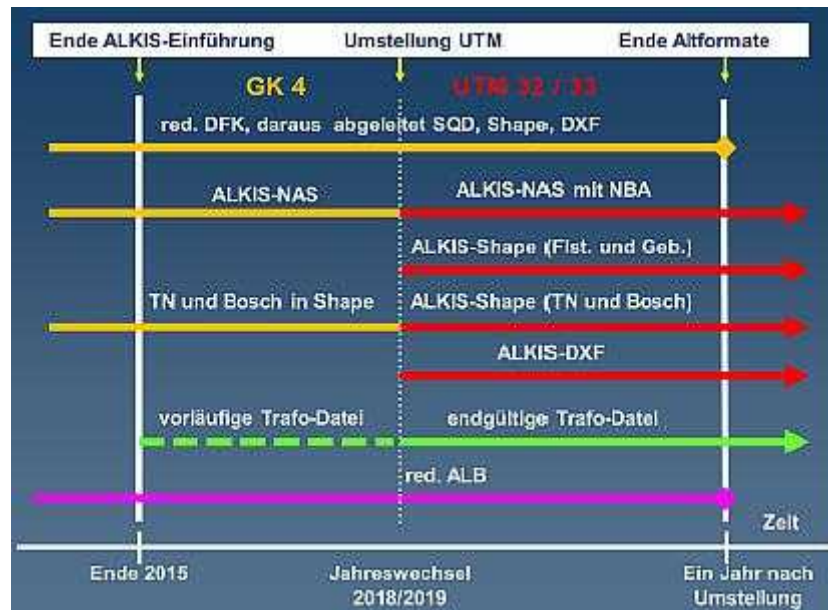 Ende ALKIS-Einführung Umstellung UTM Ende Altformate
GK 4 UTM 32 / 33
red. DFK, daraus abgeleitet SQD, Shape, DXF
ALKIS-NAS ALKIS-NAS mit NBA
ALKIS-Shape (Flst. und Geb.)
TN und Bosch in Shape ALKIS-Shape (TN und Bosch)
ALKIS-DXF
vorläufige Trafo-Datei endgültige Trafo-Datei
red. ALB
Zeit
Ende 2015 Jahreswechsel Ein Jahr nach
2018/2019 Umstellung